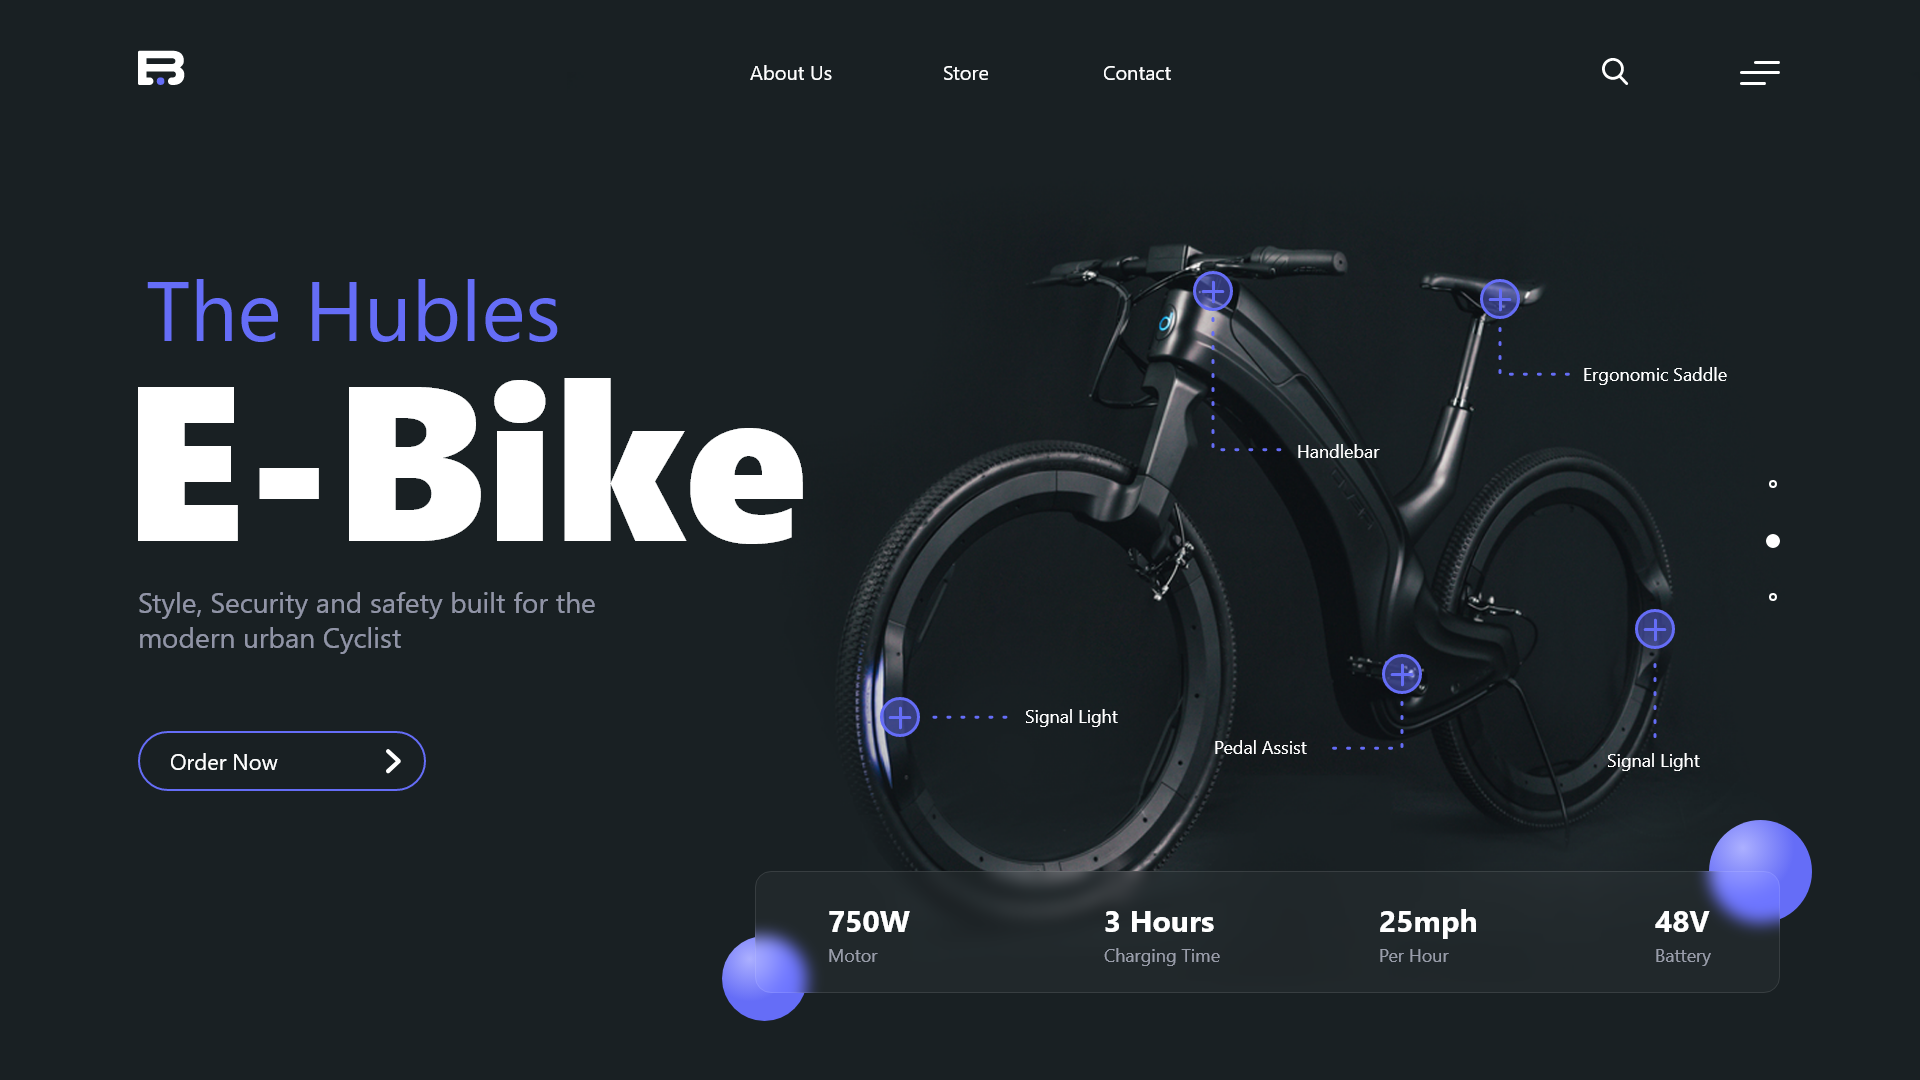 About Us
Store
Contact
The Hubles
E-Bike
Style, Security and safety built for the
modern urban Cyclist
Order Now
Ergonomic Saddle
Handlebar
Signal Light
Pedal Assist
Signal Light
750W
Motor
3 Hours
Charging Time
25mph
Per Hour
48V
Battery